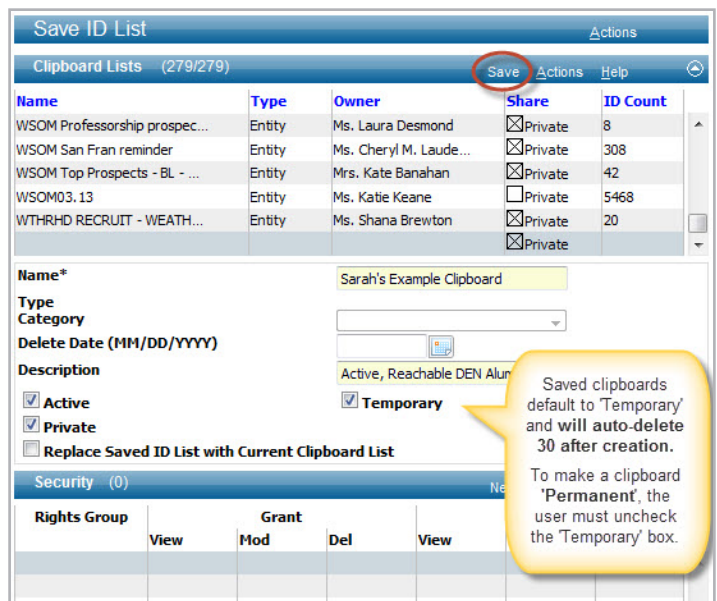 Save ID List Actions
Clipboard Lists (279/279) Save Actions Help
Name Type Owner Share ID Count
WSOM Professorship prospec... Entity Ms. Laura Desmond Private 8
WSOM San Fran reminder Entity Ms. Cheryl M. Laude... Private 308
WSOM Top Prospects - BL - ... Entity Mrs. Kate Banahan Private 42
WSOM03.13 Entity Ms. Katie Keane Private 5468
WTHRHD RECRUIT - WEATH... Entity Ms. Shana Brewton Private 20
Private
Name* Sarah's Example Clipboard
Type
Category
Delete Date (MM/DD/YYYY)
Description Active, Reachable DEN
Active Temporary
Private
Replace Saved ID List with Current Clipboard List
Saved clipboards
default to 'Temporary'
and will auto-delete
30 after creation.
To make a clipboard
'Permanent', the
user must uncheck
the 'Temporary' box.
Security (0)
Rights Group Grant
View Mod Del View